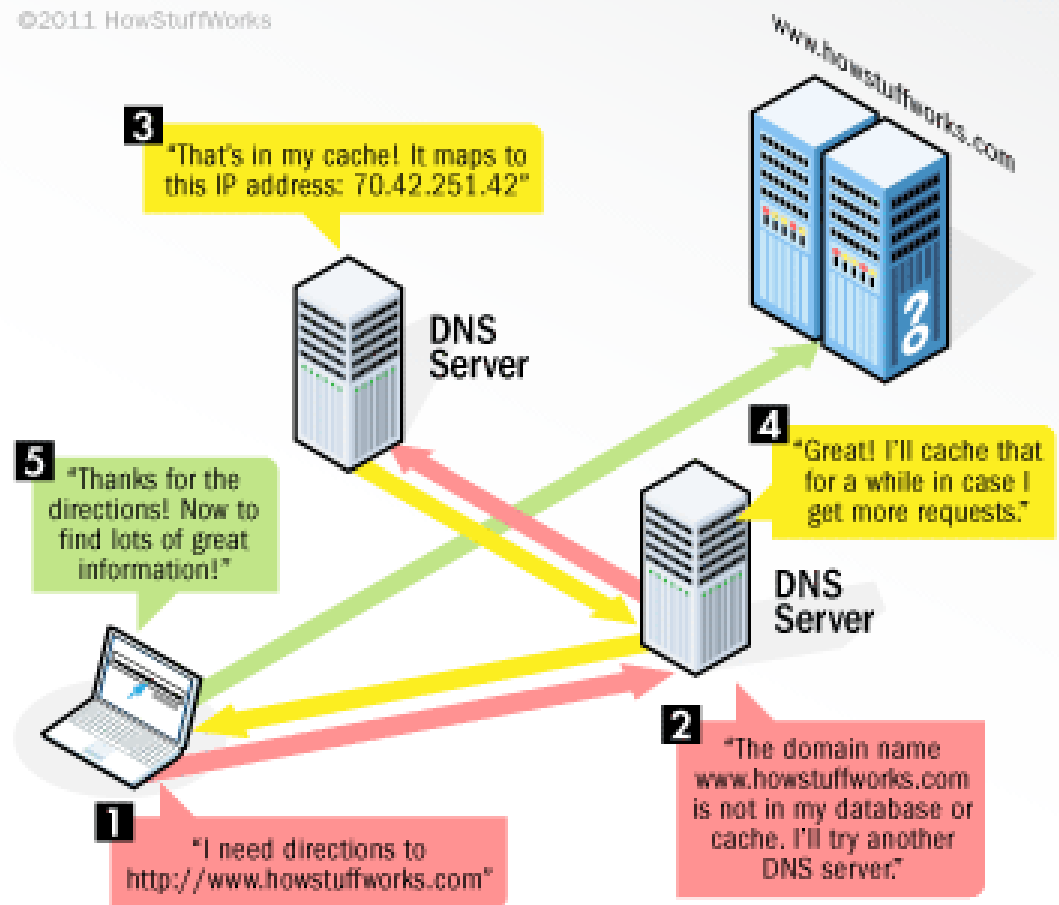 ©2011 HowStuffWorks
www.howstuffworks.com
3
"That's in my cache! It maps to
this IP address: 70.42.251.42"
DNS
Server
4
"Great! I'll cache that
for a while in case I
get more requests."
5
"Thanks for the
directions! Now to
find lots of great
information!"
DNS
Server
2
"The domain name
www.howstuffworks.com
is not in my database or
cache. I'll try another
DNS server."
1
"I need directions to
http://www.howstuffworks.com"